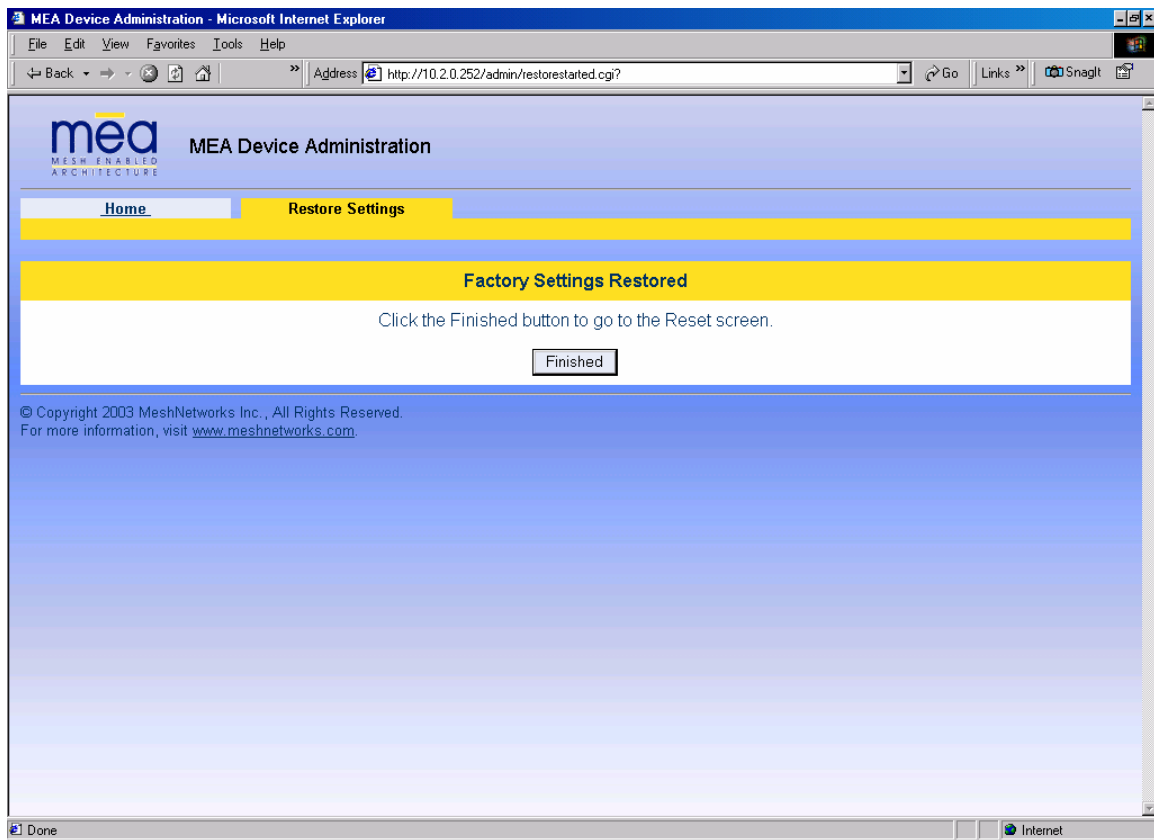 MEA Device Administration - Microsoft Internet Explorer
File Edit View Favorites Tools Help
Back » Address http://10.2.0.252/admin/restorestarted.cgi? Go Links » SnagIt
mea
MESH ENABLED
ARCHITECTURE
MEA Device Administration
Home Restore Settings
Factory Settings Restored
Click the Finished button to go to the Reset screen.
Finished
© Copyright 2003 MeshNetworks Inc., All Rights Reserved.
For more information, visit www.meshnetworks.com.
Done Internet